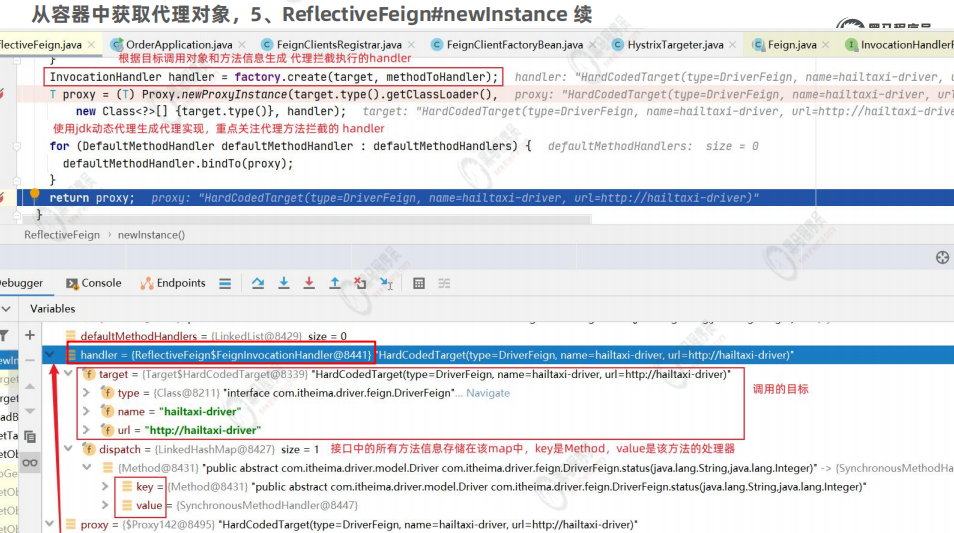 从容器中获取代理对象，5、ReflectiveFeign#newInstance 续
flectiveFeign.java OrderApplication.java FeignClientsRegistrar.java FeignClientFactoryBean.java HystrixTargeter.java Feign.java InvocationHandlerF
根据目标调用对象和方法信息生成 代理拦截执行的handler
}
InvocationHandler handler = factory.create(target, methodToHandler); handler: "HardCodedTarget(type=DriverFeign, name=hailtaxi-driver, u
T proxy = (T) Proxy.newProxyInstance(target.type().getClassLoader(), proxy: "HardCodedTarget(type=DriverFeign, name=hailtaxi-driver, url
new Class<?>[] {target.type()}, handler); target: "HardCodedTarget(type=DriverFeign, name=hailtaxi-driver, url=http://hailtaxi-drive
使用jdk动态代理生成代理实现，重点关注代理方法拦截的 handler
for (DefaultMethodHandler defaultMethodHandler : defaultMethodHandlers) { defaultMethodHandlers: size = 0
defaultMethodHandler.bindTo(proxy);
}
return proxy; proxy: "HardCodedTarget(type=DriverFeign, name=hailtaxi-driver, url=http://hailtaxi-driver)"
}
ReflectiveFeign › newInstance()
Debugger Console Endpoints
Variables
defaultMethodHandlers = {LinkedList@8429} size = 0
handler = {ReflectiveFeign$FeignInvocationHandler@8441} "HardCodedTarget(type=DriverFeign, name=hailtaxi-driver, url=http://hailtaxi-driver)"
target = {Target$HardCodedTarget@8339} "HardCodedTarget(type=DriverFeign, name=hailtaxi-driver, url=http://hailtaxi-driver)"
type = {Class@8211} "interface com.itheima.driver.feign.DriverFeign"... Navigate
调用的目标
name = "hailtaxi-driver"
url = "http://hailtaxi-driver"
dispatch = {LinkedHashMap@8427} size = 1 接口中的所有方法信息存储在该map中，key是Method，value是该方法的处理器
{Method@8431} "public abstract com.itheima.driver.model.Driver com.itheima.driver.feign.DriverFeign.status(java.lang.String,java.lang.Integer)" -> {SynchronousMethodHa
key = {Method@8431} "public abstract com.itheima.driver.model.Driver com.itheima.driver.feign.DriverFeign.status(java.lang.String,java.lang.Integer)"
value = {SynchronousMethodHandler@8447}
proxy = {$Proxy142@8495} "HardCodedTarget(type=DriverFeign, name=hailtaxi-driver, url=http://hailtaxi-driver)"